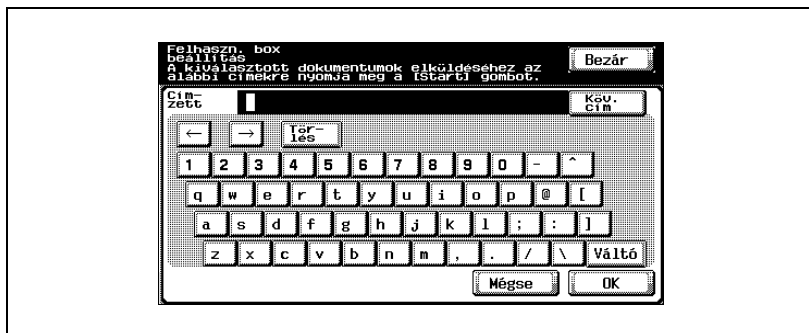 Felhaszn. box
beállítás
A kiválasztott dokumentumok elküldéséhez az
alábbi címekre nyomja meg a [Start] gombot.
Bezár
Cím-
zett
Köv.
cím
← → Tör-
lés
1 2 3 4 5 6 7 8 9 0 - ^
q w e r t y u i o p @ [
a s d f g h j k l ; : ]
z x c v b n m , . / \ Váltó
Mégse OK